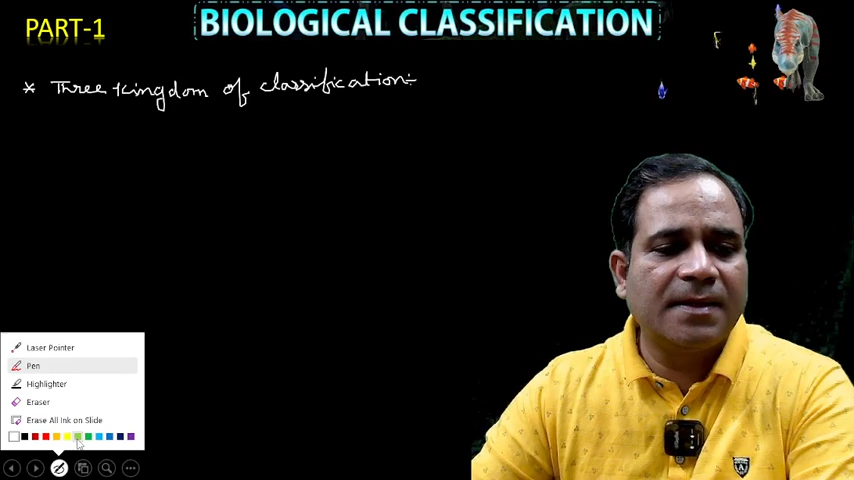 PART-1
BIOLOGICAL CLASSIFICATION
* Three kingdom of classification:-
Laser Pointer
Pen
Highlighter
Eraser
Erase All Ink on Slide